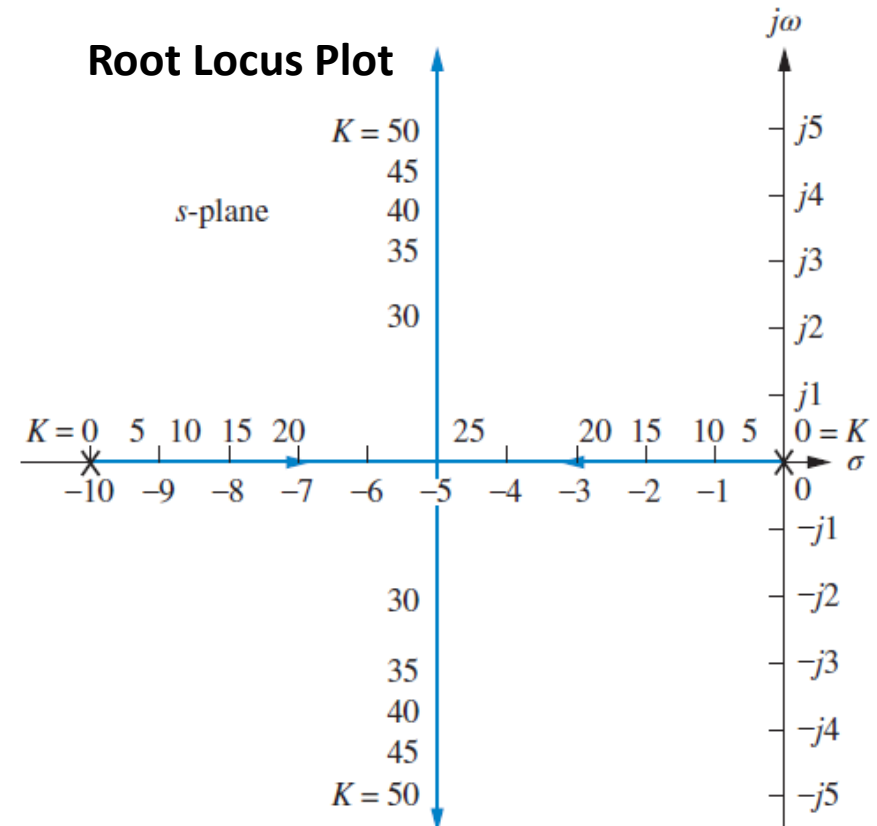 jω
Root Locus Plot
K = 50
j5
45
j4
s-plane
40
35
j3
30
j2
j1
K = 0 5 10 15 20 25 20 15 10 5 0 = K
σ
–10 –9 –8 –7 –6 –5 –4 –3 –2 –1 0
–j1
30
–j2
35
–j3
40
–j4
45
K = 50
–j5